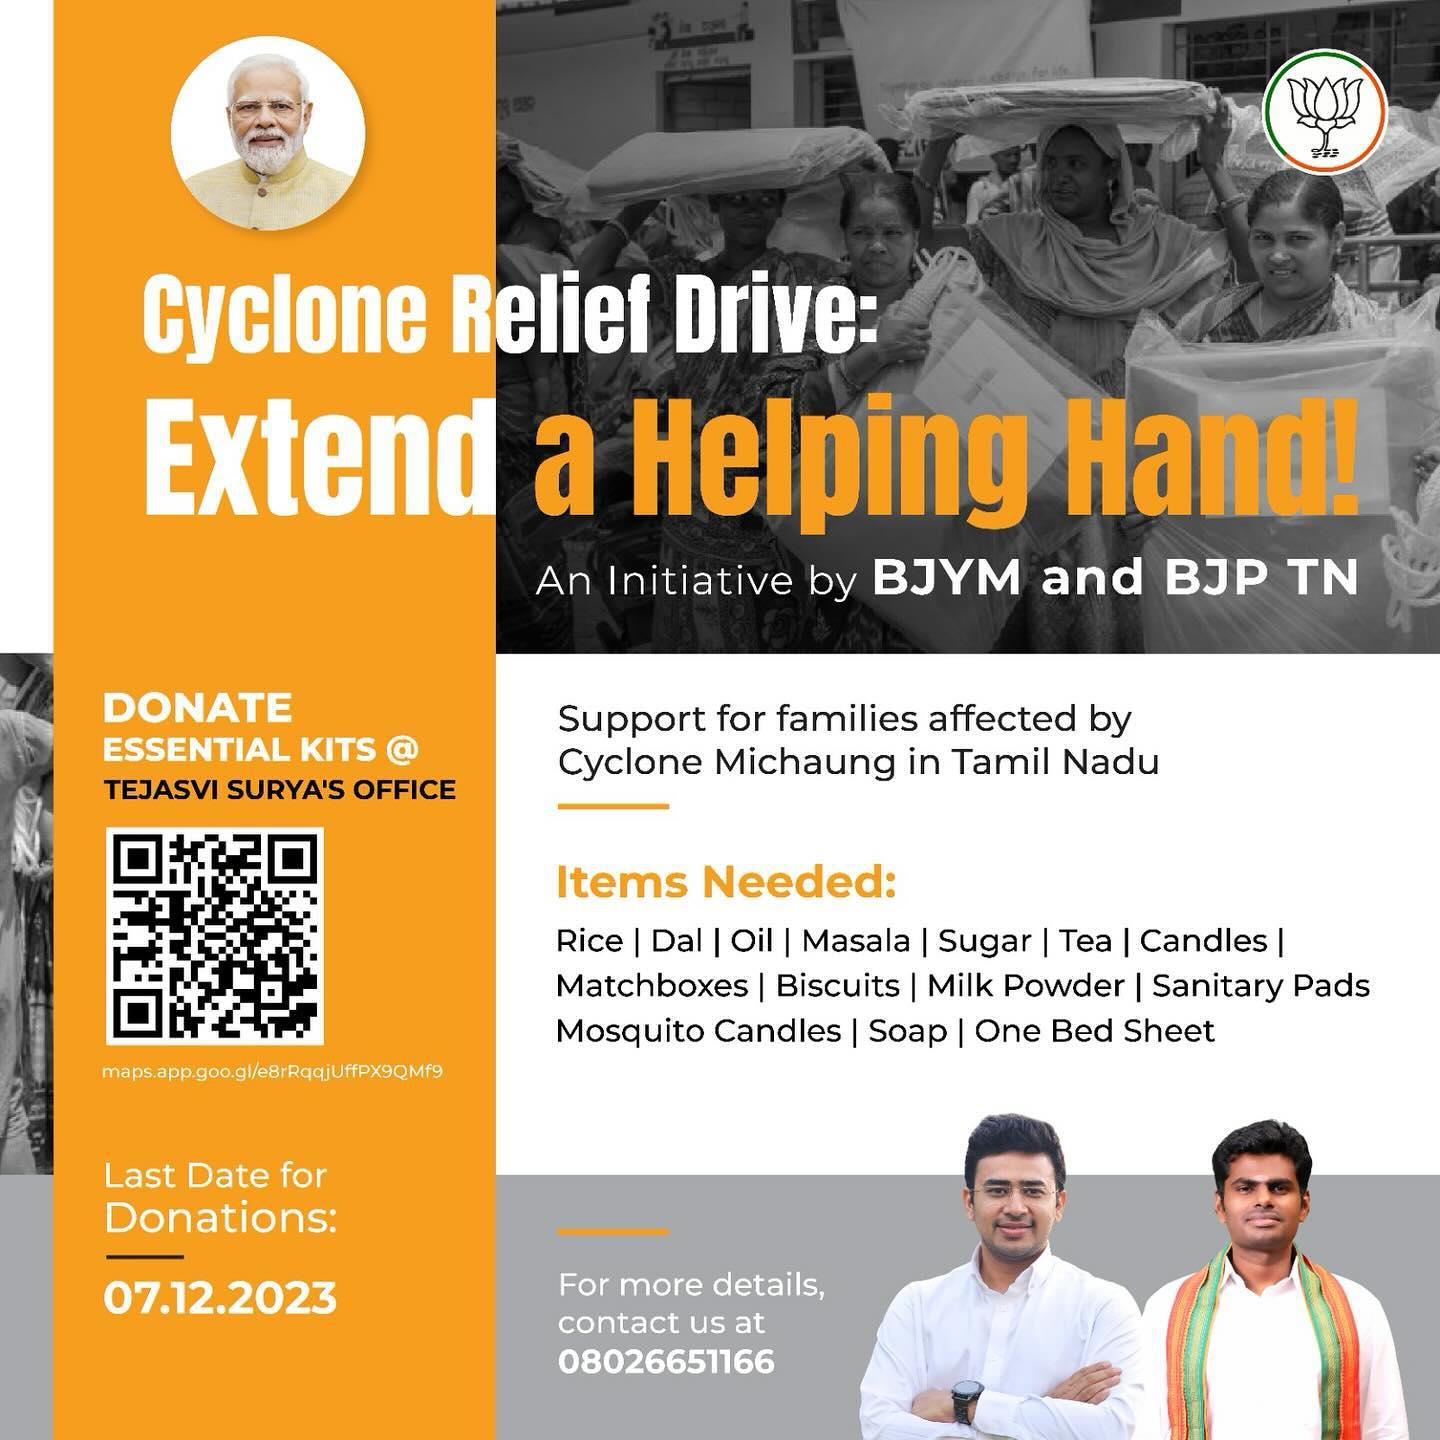 Cyclone Relief Drive:
Extend a Helping Hand!
An Initiative by BJYM and BJP TN
DONATE
ESSENTIAL KITS @
TEJASVI SURYA'S OFFICE
maps.app.goo.gl/e8rRqqjUffPX9QMf9
Last Date for
Donations:
07.12.2023
Support for families affected by
Cyclone Michaung in Tamil Nadu
Items Needed:
Rice | Dal | Oil | Masala | Sugar | Tea | Candles |
Matchboxes | Biscuits | Milk Powder | Sanitary Pads
Mosquito Candles | Soap | One Bed Sheet
For more details,
contact us at
08026651166